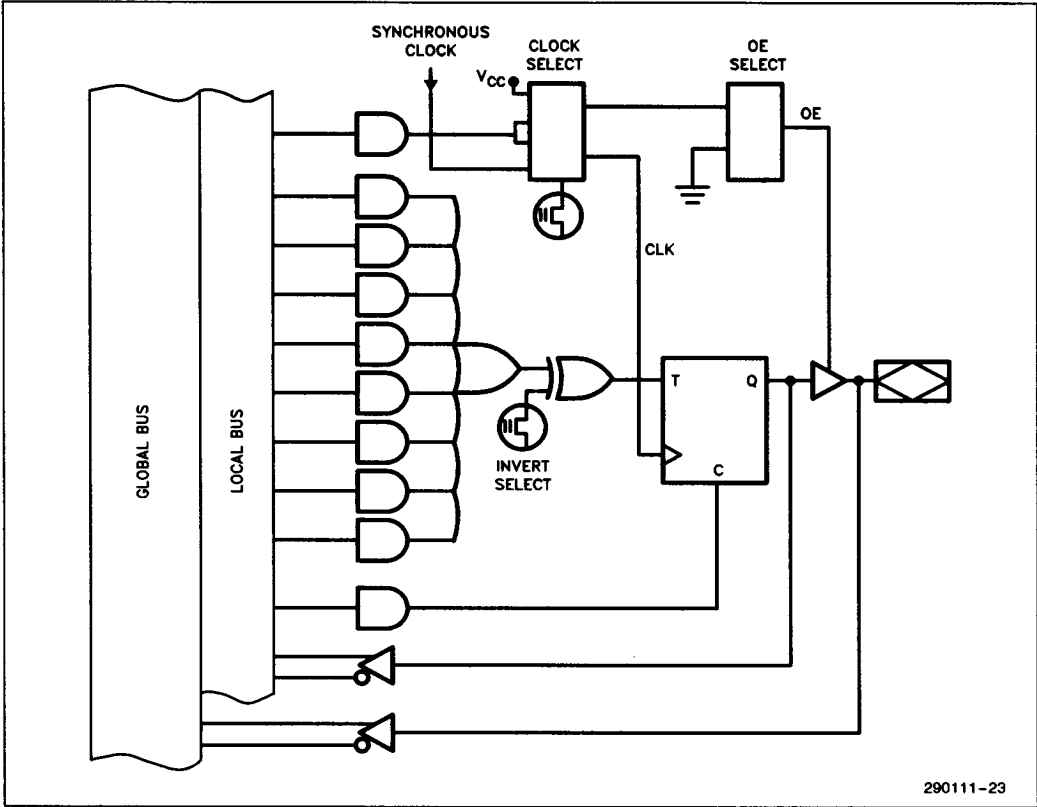 SYNCHRONOUS
CLOCK
CLOCK
SELECT
OE
SELECT
VCC
OE
CLK
GLOBAL BUS
LOCAL BUS
T
Q
C
INVERT
SELECT
290111-23